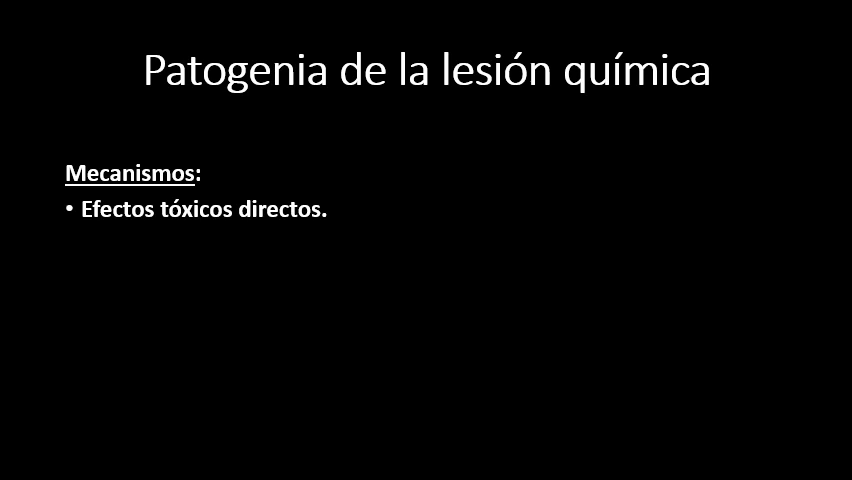 Patogenia de la lesión química
Mecanismos:
• Efectos tóxicos directos.